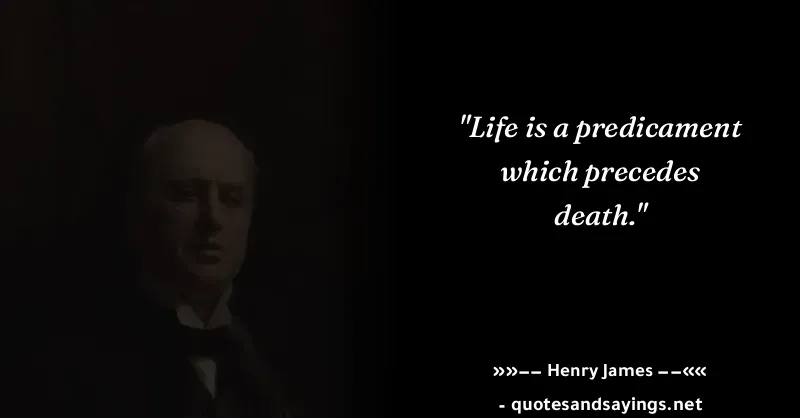 "Life is a predicament
which precedes
death."
»»–– Henry James ––««
- quotesandsayings.net